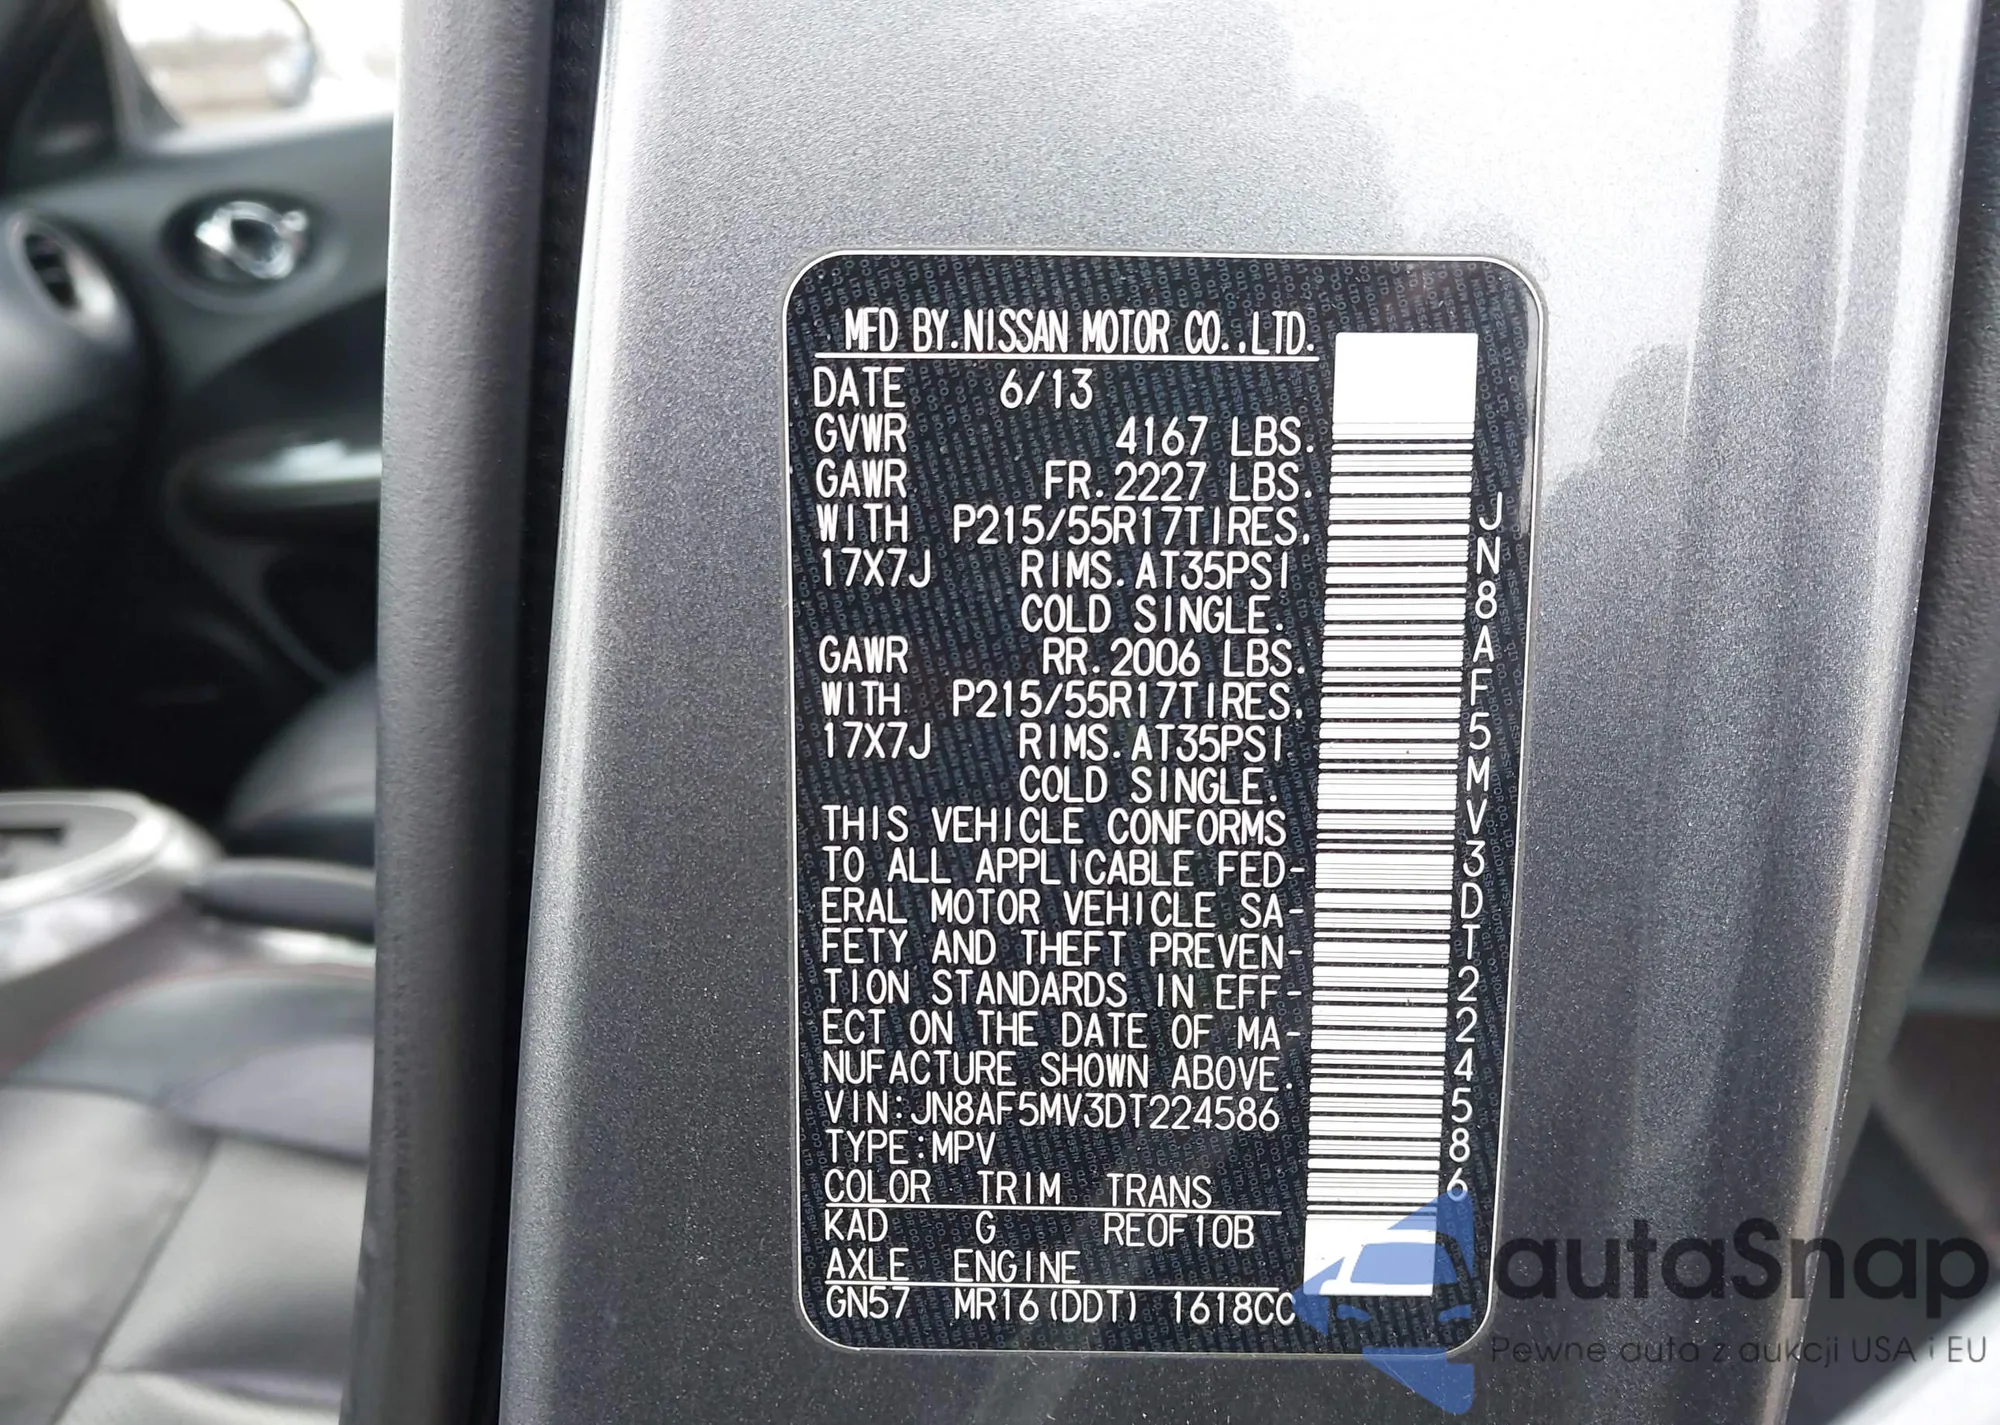 MFD BY.NISSAN MOTOR CO.,LTD.
DATE 6/13
GVWR 4167 LBS.
GAWR FR.2227 LBS.
WITH P215/55R17TIRES.
17X7J RIMS.AT35PSI
COLD SINGLE.
GAWR RR.2006 LBS.
WITH P215/55R17TIRES.
17X7J RIMS.AT35PSI
COLD SINGLE.
THIS VEHICLE CONFORMS
TO ALL APPLICABLE FED-
ERAL MOTOR VEHICLE SA-
FETY AND THEFT PREVEN-
TION STANDARDS IN EFF-
ECT ON THE DATE OF MA-
NUFACTURE SHOWN ABOVE.
VIN:JN8AF5MV3DT224586
TYPE:MPV
COLOR TRIM TRANS
KAD G RE0F10B
AXLE ENGINE
GN57 MR16(DDT) 1618CC
JN8AF5MV3DT224586
autaSnap
Pewne auta z aukcji USA i EU